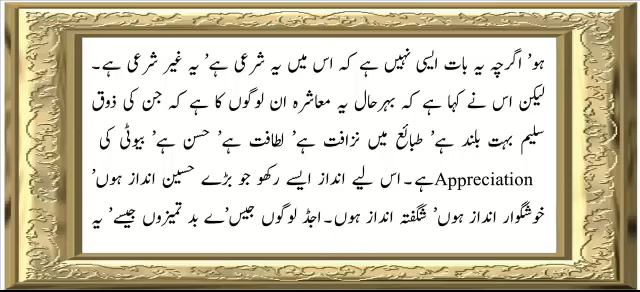 ہو’ اگرچہ یہ بات ایسی نہیں ہے کہ اس میں یہ شرعی ہے’ یہ غیر شرعی ہے۔
لیکن اس نے کہا ہے کہ بہرحال یہ معاشرہ ان لوگوں کا ہے کہ جن کی ذوق
سلیم بہت بلند ہے’ طبائع میں نزافت ہے’ لطافت ہے’ حسن ہے’ بیوٹی کی
Appreciation ہے۔ اس لیے انداز ایسے رکھو جو بڑے حسین انداز ہوں’
خوشگوار انداز ہوں’ شگفتہ انداز ہوں۔ اجڈ لوگوں جیس’ے بد تمیزوں جیسے’ یہ